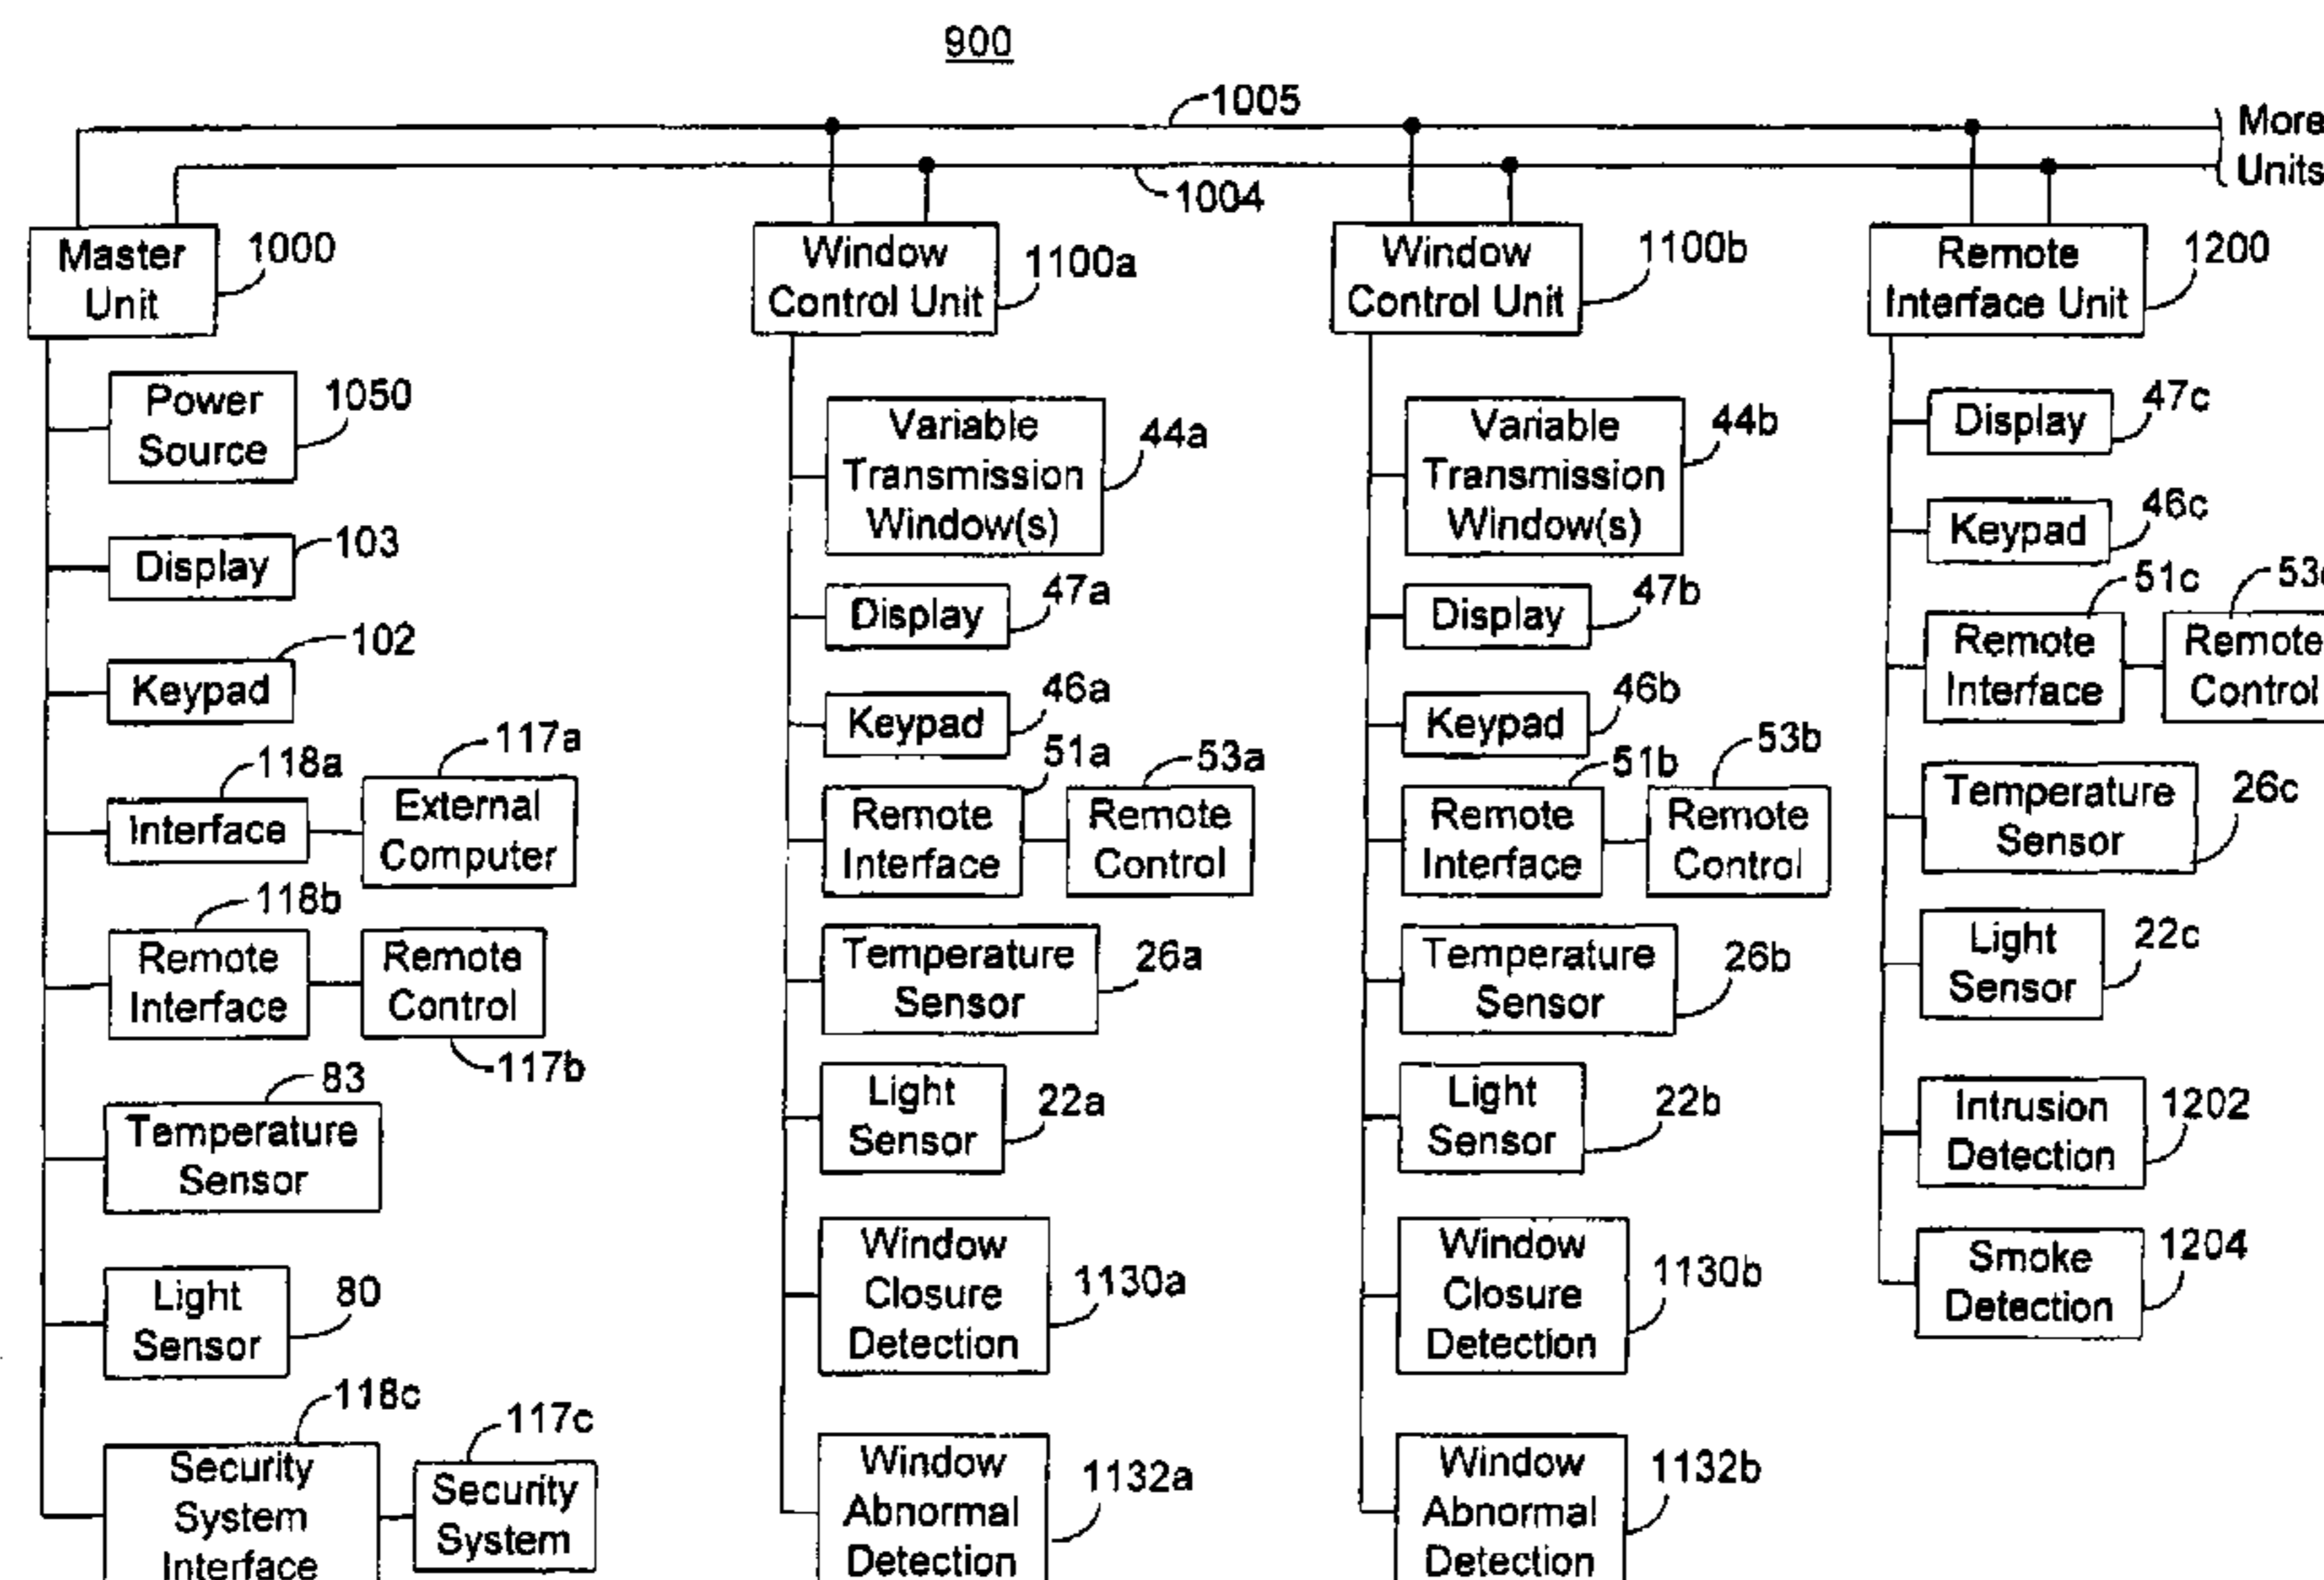 900
1005
More
Units
1004
Master
Unit
1000
Power
Source
1050
Display
103
Keypad
102
Interface
118a
External
Computer
117a
Remote
Interface
118b
Remote
Control
117b
Temperature
Sensor
83
Light
Sensor
80
Security
System
Interface
118c
Security
System
117c
Window
Control Unit
1100a
Variable
Transmission
Window(s)
44a
Display
47a
Keypad
46a
Remote
Interface
51a
Remote
Control
53a
Temperature
Sensor
26a
Light
Sensor
22a
Window
Closure
Detection
1130a
Window
Abnormal
Detection
1132a
Window
Control Unit
1100b
Variable
Transmission
Window(s)
44b
Display
47b
Keypad
46b
Remote
Interface
51b
Remote
Control
53b
Temperature
Sensor
26b
Light
Sensor
22b
Window
Closure
Detection
1130b
Window
Abnormal
Detection
1132b
Remote
Interface Unit
1200
Display
47c
Keypad
46c
Remote
Interface
51c
Remote
Control
Temperature
Sensor
26c
Light
Sensor
22c
Intrusion
Detection
1202
Smoke
Detection
1204